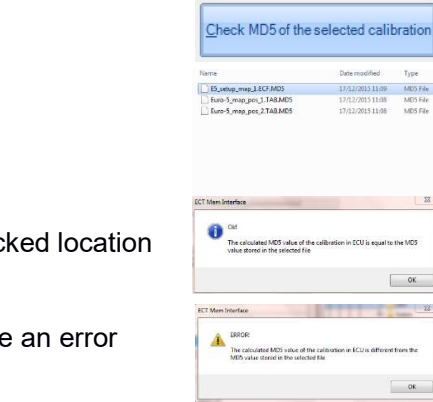 Check MD5 of the selected calibration
Name Date modified Type
E5_setup_map_1.ECF.MD5 17/12/2015 11:09 MD5 File
Euro-5_map_pos_1.TAB.MD5 17/12/2015 11:08 MD5 File
Euro-5_map_pos_2.TAB.MD5 17/12/2015 11:08 MD5 File
ECT Mam Interface
Ok!
The calculated MD5 value of the calibration in ECU is equal to the MD5
value stored in the selected file
OK
cked location
ECT Mam Interface
ERROR!
The calculated MD5 value of the calibration in ECU is different from the
MD5 value stored in the selected file
OK
e an error